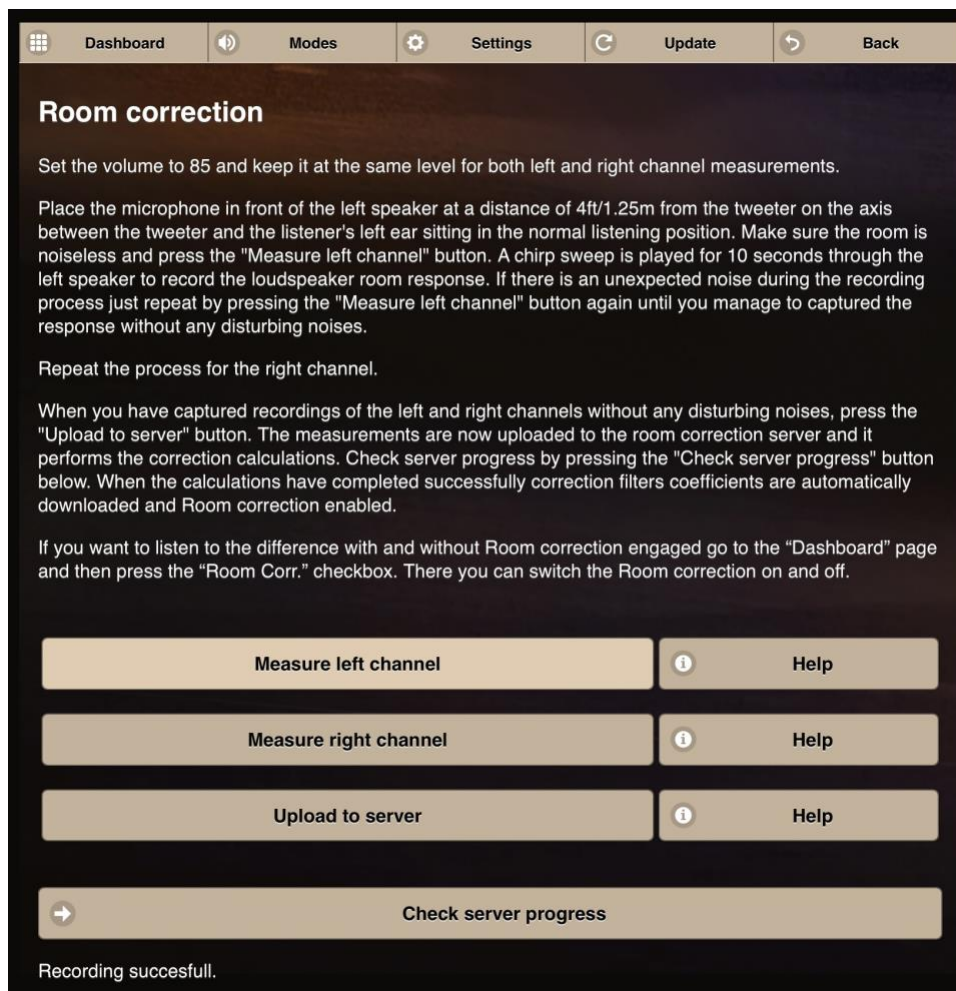 Dashboard Modes Settings Update Back
Room correction
Set the volume to 85 and keep it at the same level for both left and right channel measurements.
Place the microphone in front of the left speaker at a distance of 4ft/1.25m from the tweeter on the axis
between the tweeter and the listener's left ear sitting in the normal listening position. Make sure the room is
noiseless and press the "Measure left channel" button. A chirp sweep is played for 10 seconds through the
left speaker to record the loudspeaker room response. If there is an unexpected noise during the recording
process just repeat by pressing the "Measure left channel" button again until you manage to captured the
response without any disturbing noises.
Repeat the process for the right channel.
When you have captured recordings of the left and right channels without any disturbing noises, press the
"Upload to server" button. The measurements are now uploaded to the room correction server and it
performs the correction calculations. Check server progress by pressing the "Check server progress" button
below. When the calculations have completed successfully correction filters coefficients are automatically
downloaded and Room correction enabled.
If you want to listen to the difference with and without Room correction engaged go to the “Dashboard” page
and then press the “Room Corr.” checkbox. There you can switch the Room correction on and off.
Measure left channel Help
Measure right channel Help
Upload to server Help
Check server progress
Recording succesfull.